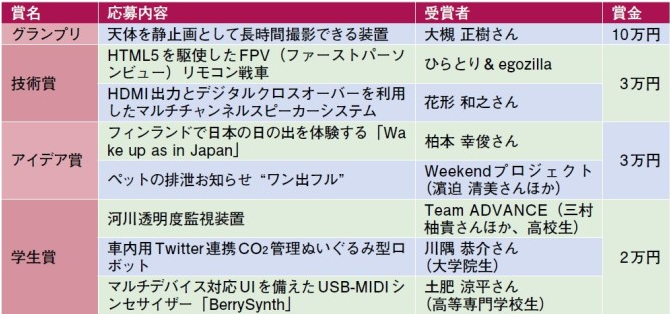 賞名 応募内容 受賞者 賞金
グランプリ 天体を静止画として長時間撮影できる装置 大槻 正樹さん 10万円
技術賞
HTML5を駆使したFPV（ファーストパーソ
ンビュー）リモコン戦車
ひらとり& egozilla
HDMI出力とデジタルクロスオーバーを利用
したマルチチャンネルスピーカーシステム
花形 和之さん
3万円
アイデア賞
フィンランドで日本の日の出を体験する「Wa
ke up as in Japan」
柏本 幸俊さん
ペットの排泄お知らせ “ワン出フル”
Weekendプロジェクト
（濱迫 清美さんほか）
3万円
学生賞
河川透明度監視装置
Team ADVANCE（三村
柚貴さんほか、高校生）
車内用Twitter連携CO2管理ぬいぐるみ型ロ
ボット
川隅 恭介さん
（大学院生）
マルチデバイス対応UIを備えたUSB-MIDIシ
ンセサイザー「BerrySynth」
土肥 涼平さん
（高等専門学校生）
2万円